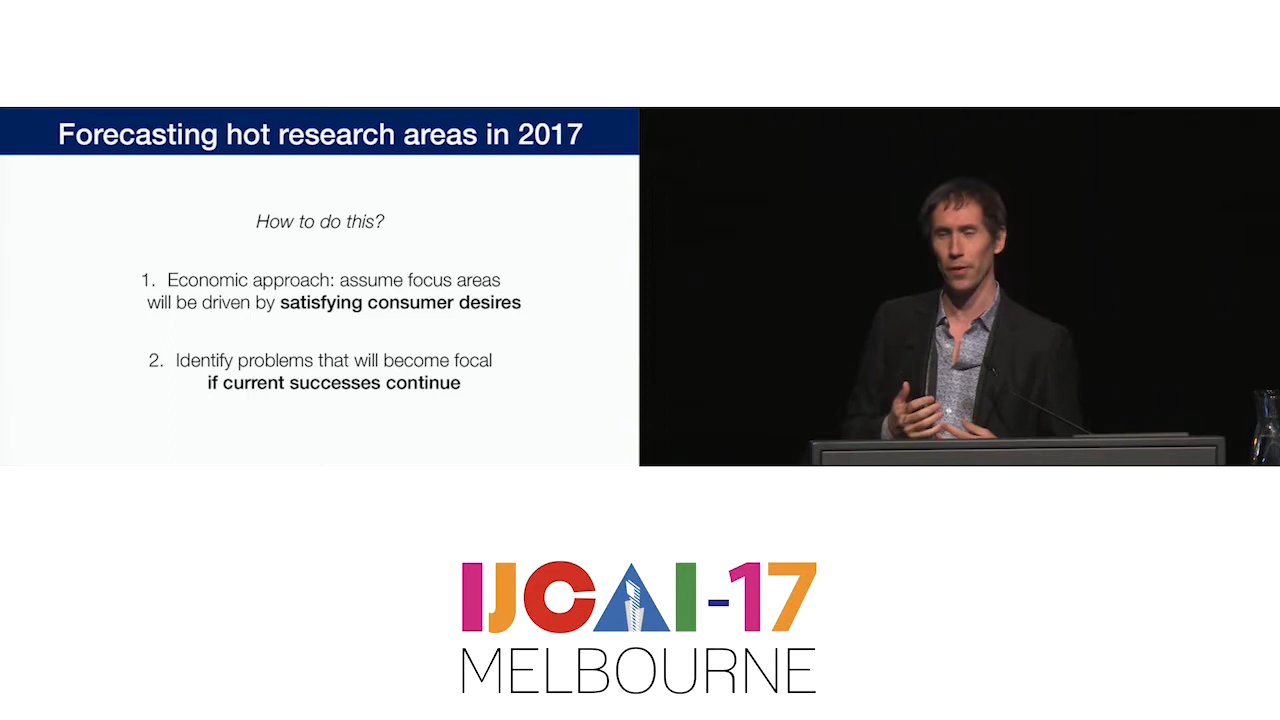 Forecasting hot research areas in 2017
How to do this?
1. Economic approach: assume focus areas
will be driven by satisfying consumer desires
2. Identify problems that will become focal
if current successes continue
IJCAI-17
MELBOURNE